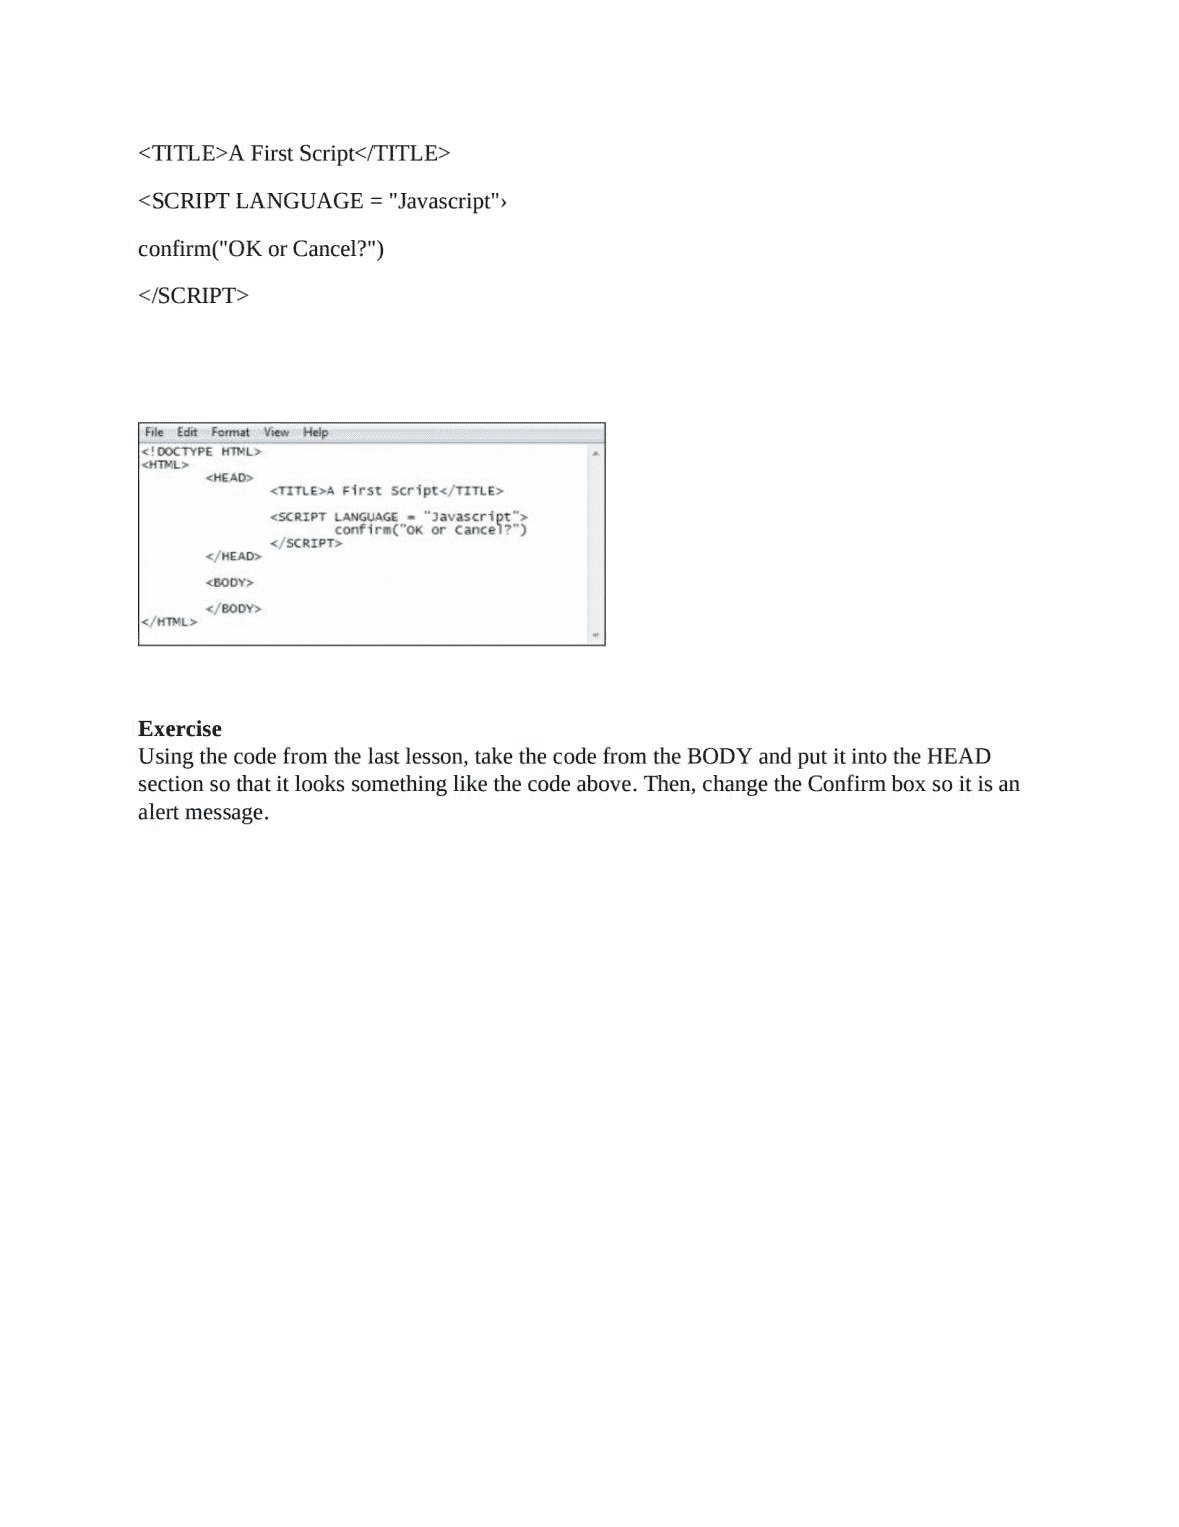 <TITLE>A First Script</TITLE>
<SCRIPT LANGUAGE = "Javascript"›
confirm("OK or Cancel?")
</SCRIPT>
File Edit Format View Help
<!DOCTYPE HTML>
<HTML>
<HEAD>
<TITLE>A First Script</TITLE>
<SCRIPT LANGUAGE = "Javascript">
confirm("OK or Cancel?")
</SCRIPT>
</HEAD>
<BODY>
</BODY>
</HTML>
Exercise
Using the code from the last lesson, take the code from the BODY and put it into the HEAD
section so that it looks something like the code above. Then, change the Confirm box so it is an
alert message.